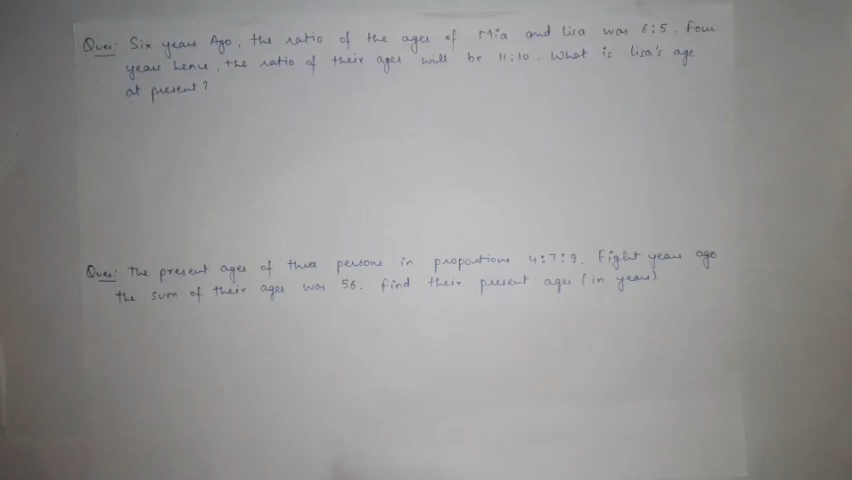 Ques: Six years Ago, the ratio of the ages of Mia and Lisa was 6:5. Four
years hence, the ratio of their ages will be 11:10. What is Lisa's age
at present?
Ques: The present ages of three persons in proportions 4:7:9. Eight years ago
the sum of their ages was 56. find their present ages (in years)